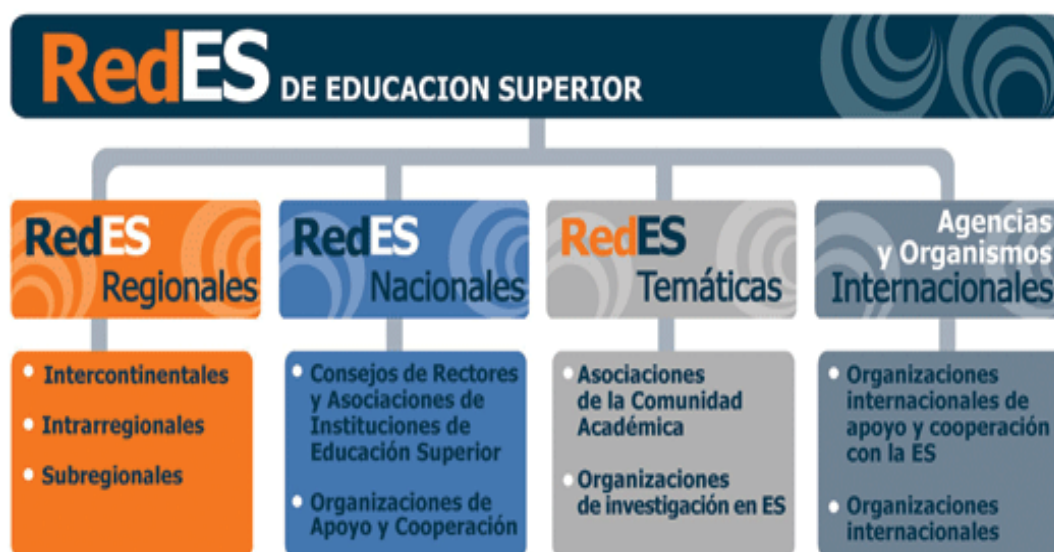 RedES DE EDUCACION SUPERIOR
RedES
Regionales
• Intercontinentales
• Intrarregionales
• Subregionales
RedES
Nacionales
• Consejos de Rectores
y Asociaciones de
Instituciones de
Educación Superior
• Organizaciones de
Apoyo y Cooperación
RedES
Temáticas
• Asociaciones
de la Comunidad
Académica
• Organizaciones
de investigación en ES
Agencias
y Organismos
Internacionales
• Organizaciones
internacionales de
apoyo y cooperación
con la ES
• Organizaciones
internacionales